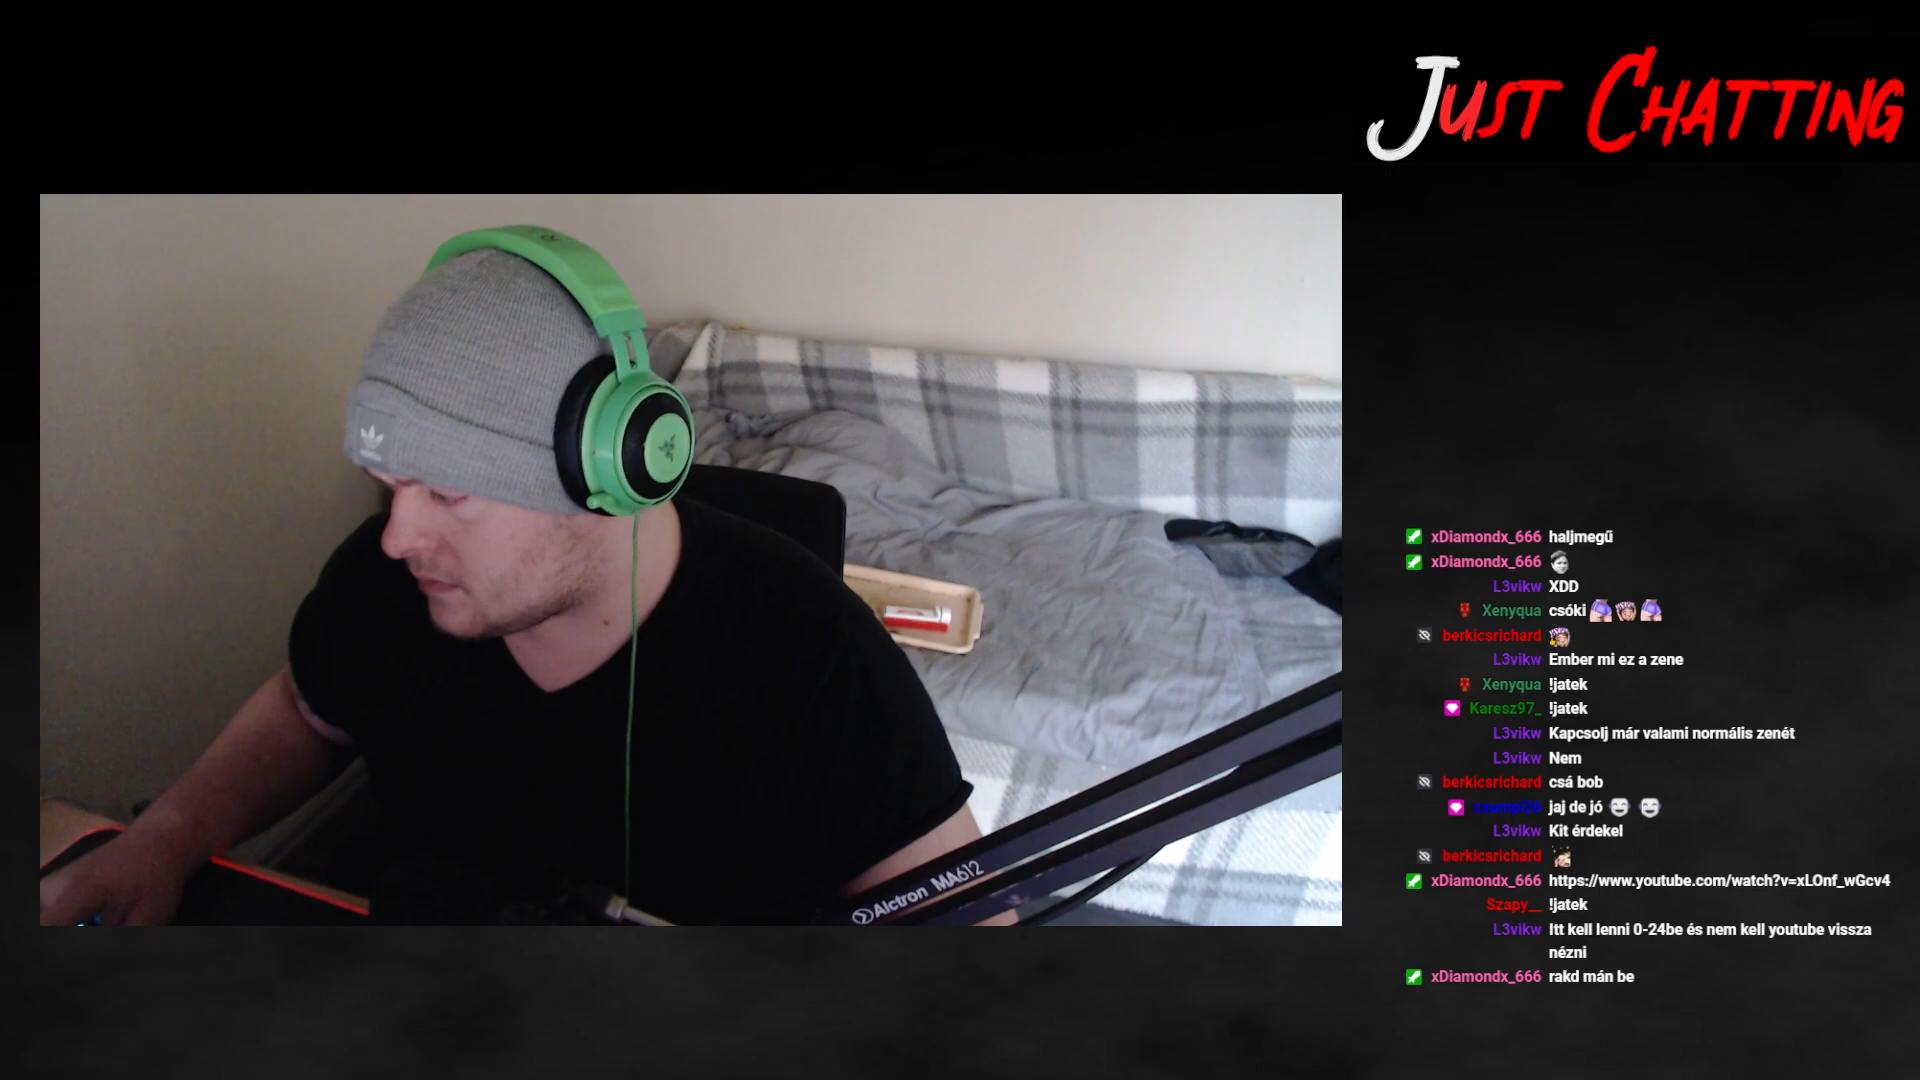 Just Chatting
adidas
Alctron MA612
xDiamondx_666 haljmegű
xDiamondx_666
L3vikw XDD
Xenyqua csóki
berkicsrichard
L3vikw Ember mi ez a zene
Xenyqua !jatek
Karesz97_ !jatek
L3vikw Kapcsolj már valami normális zenét
L3vikw Nem
berkicsrichard csá bob
csumpi26 jaj de jó
L3vikw Kit érdekel
berkicsrichard
xDiamondx_666 https://www.youtube.com/watch?v=xLOnf_wGcv4
Szapy__ !jatek
L3vikw Itt kell lenni 0-24be és nem kell youtube vissza
nézni
xDiamondx_666 rakd mán be